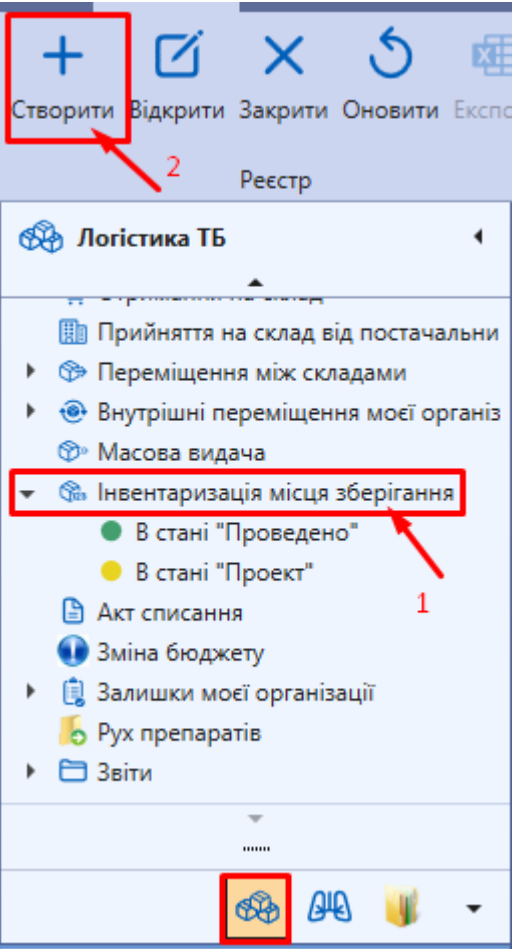 Створити Відкрити Закрити Оновити
2
Реєстр
Логістика ТБ
Прийняття на склад від постачальни
Переміщення між складами
Внутрішні переміщення моєї організ
Масова видача
Інвентаризація місця зберігання
В стані "Проведено"
В стані "Проект"
1
Акт списання
Зміна бюджету
Залишки моєї організації
Рух препаратів
Звіти